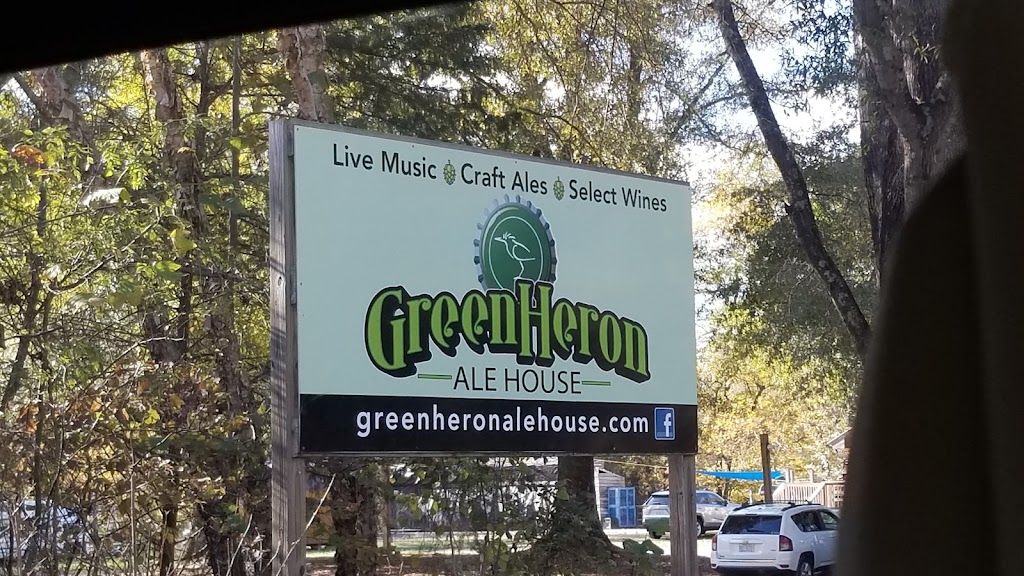 Live Music Craft Ales Select Wines
GreenHeron
ALE HOUSE
greenheronalehouse.com f